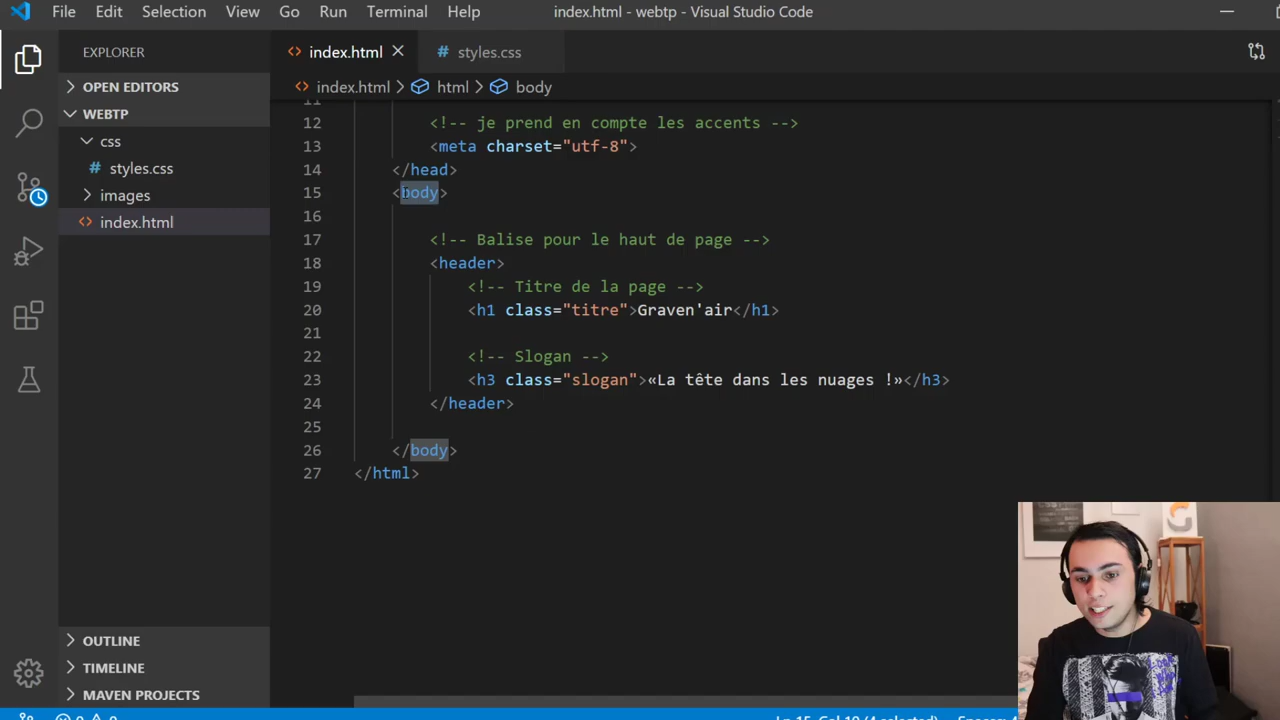 File Edit Selection View Go Run Terminal Help index.html - webtp - Visual Studio Code
EXPLORER
OPEN EDITORS
WEBTP
css
# styles.css
images
<> index.html
OUTLINE
TIMELINE
MAVEN PROJECTS
<> index.html
# styles.css
<> index.html > html > body
11
12 <!-- je prend en compte les accents -->
13 <meta charset="utf-8">
14 </head>
15 <body>
16
17 <!-- Balise pour le haut de page -->
18 <header>
19 <!-- Titre de la page -->
20 <h1 class="titre">Graven'air</h1>
21
22 <!-- Slogan -->
23 <h3 class="slogan">«La tête dans les nuages !»</h3>
24 </header>
25
26 </body>
27 </html>